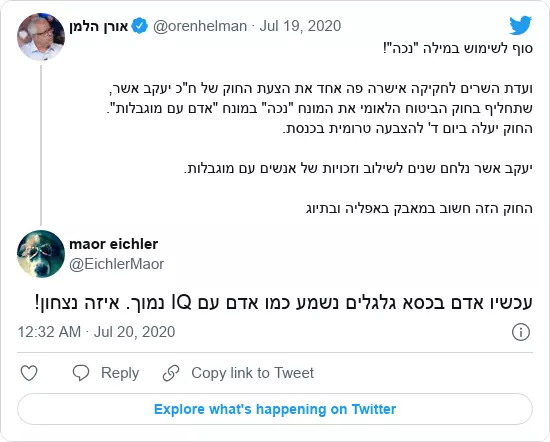 אורן הלמן @orenhelman · Jul 19, 2020
סוף לשימוש במילה "נכה"!
ועדת השרים לחקיקה אישרה פה אחד את הצעת החוק של ח"כ יעקב אשר,
שתחליף בחוק הביטוח הלאומי את המונח "נכה" במונח "אדם עם מוגבלות".
החוק יעלה ביום ד' להצבעה טרומית בכנסת.
יעקב אשר נלחם שנים לשילוב וזכויות של אנשים עם מוגבלות.
החוק הזה חשוב במאבק באפליה ובתיוג
maor eichler
@EichlerMaor
עכשיו אדם בכסא גלגלים נשמע כמו אדם עם IQ נמוך. איזה נצחון!
12:32 AM · Jul 20, 2020
Reply Copy link to Tweet
Explore what's happening on Twitter